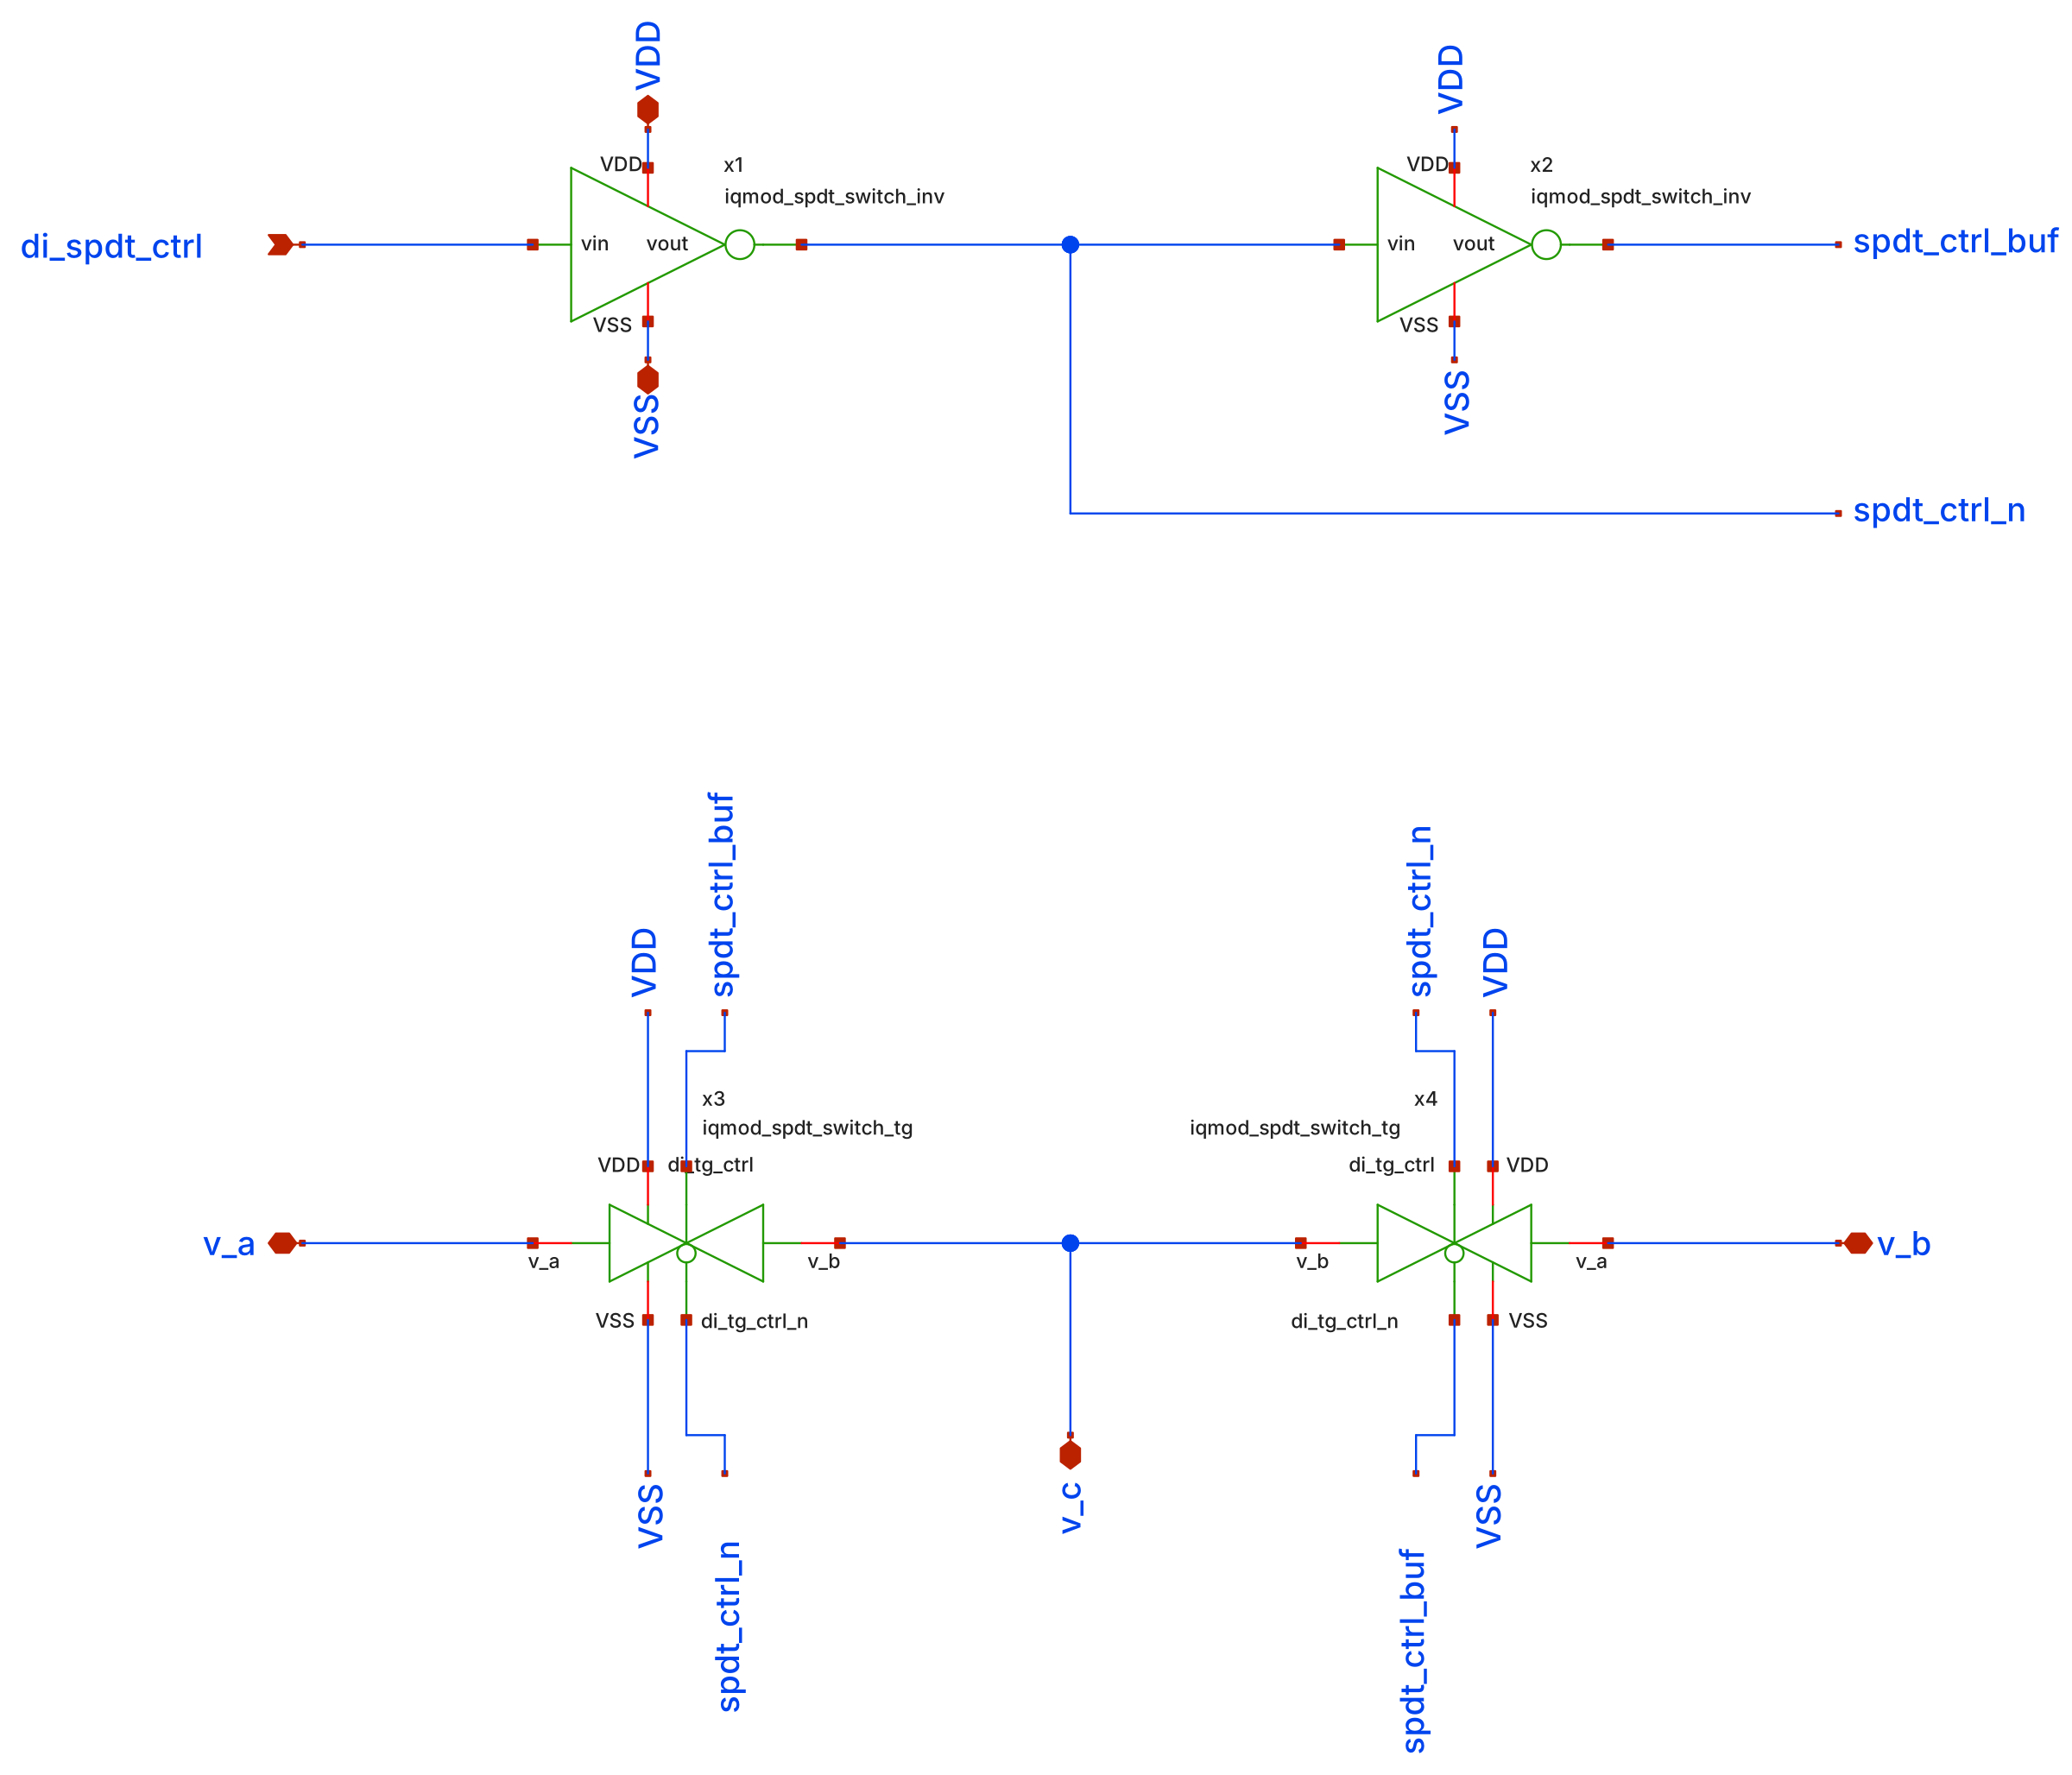 VDD
VDD
VDD
x1
iqmod_spdt_switch_inv
VDD
x2
iqmod_spdt_switch_inv
di_spdt_ctrl
vin
vout
vin
vout
spdt_ctrl_buf
VSS
VSS
VSS
VSS
spdt_ctrl_n
VDD
spdt_ctrl_buf
spdt_ctrl_n
VDD
x3
iqmod_spdt_switch_tg
x4
iqmod_spdt_switch_tg
VDD
di_tg_ctrl
di_tg_ctrl
VDD
v_a
v_a
v_b
v_b
v_a
v_b
VSS
di_tg_ctrl_n
di_tg_ctrl_n
VSS
VSS
spdt_ctrl_n
v_c
spdt_ctrl_buf
VSS